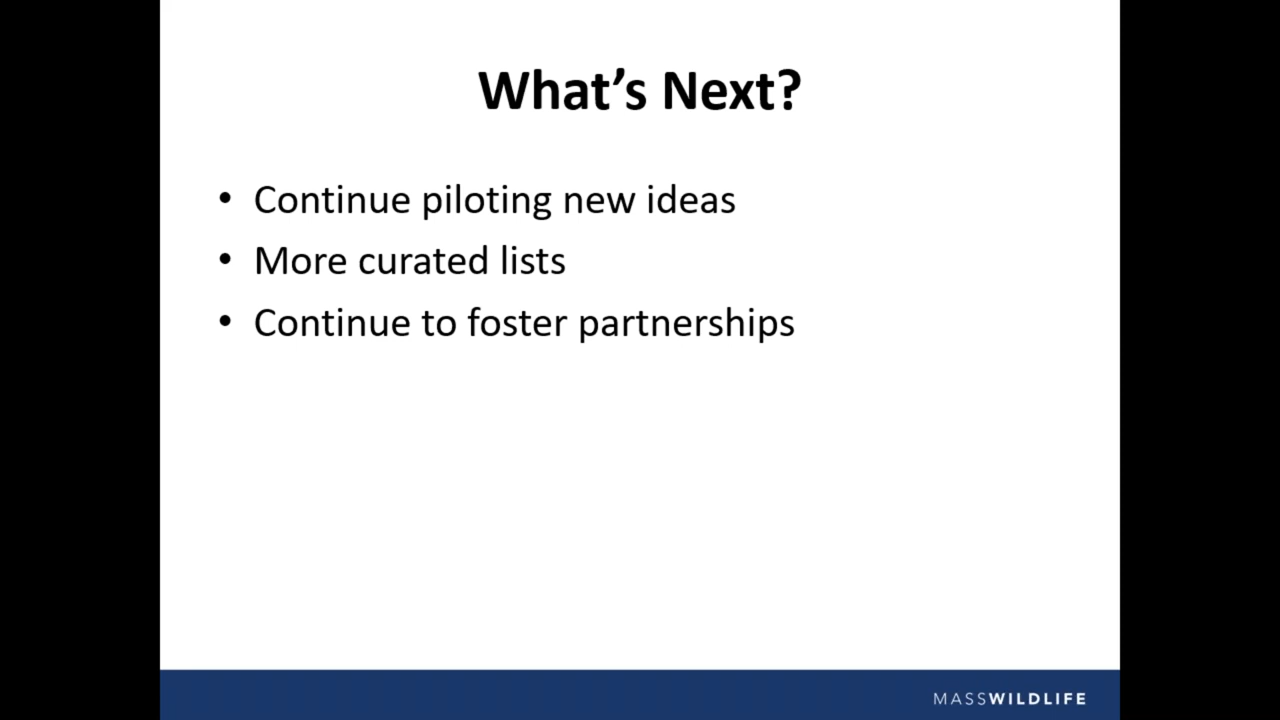 What’s Next?
• Continue piloting new ideas
• More curated lists
• Continue to foster partnerships
MASSWILDLIFE